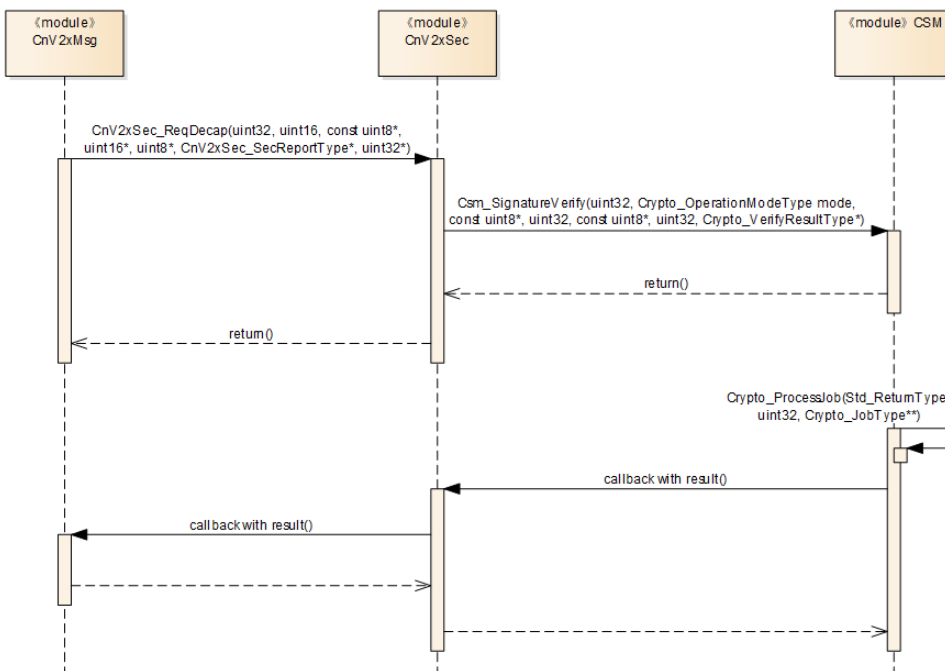 《module》
CnV2xMsg
《module》
CnV2xSec
《module》CSM
CnV2xSec_ReqDecap(uint32, uint16, const uint8*,
uint16*, uint8*, CnV2xSec_SecReportType*, uint32*)
Csm_SignatureVerify(uint32, Crypto_OperationModeType mode,
const uint8*, uint32, const uint8*, uint32, Crypto_VerifyResultType*)
return()
return()
Crypto_ProcessJob(Std_ReturnType
uint32, Crypto_JobType**)
callback with result()
callback with result()